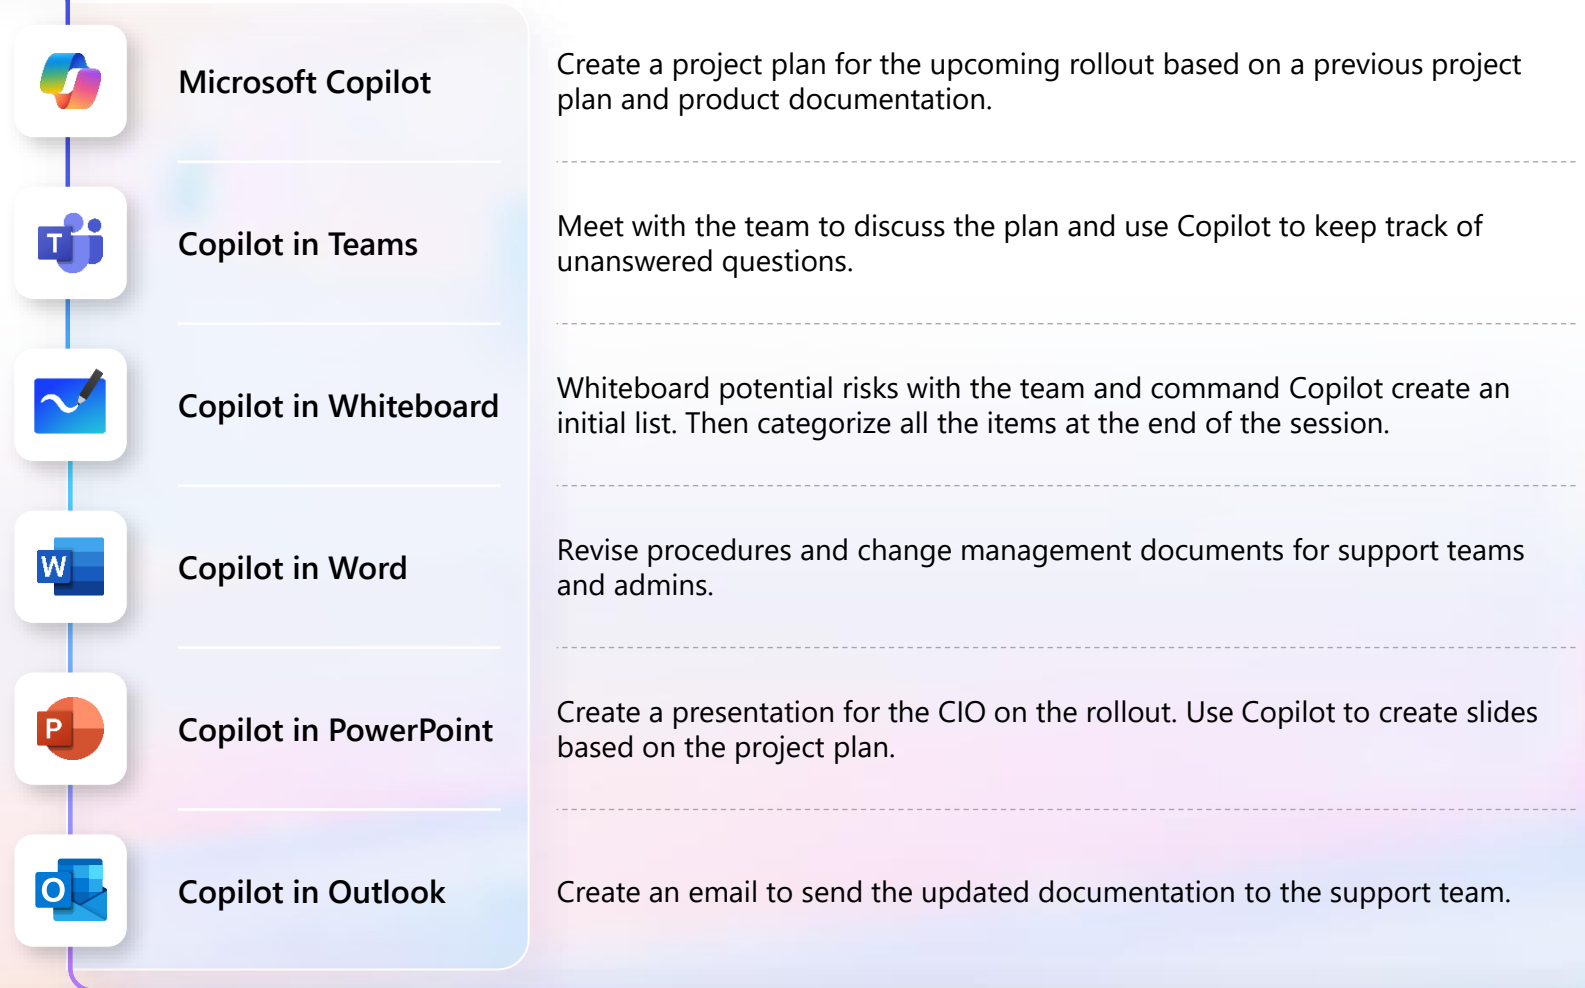 Microsoft Copilot
Create a project plan for the upcoming rollout based on a previous project
plan and product documentation.
T
Copilot in Teams
Meet with the team to discuss the plan and use Copilot to keep track of
unanswered questions.
Copilot in Whiteboard
Whiteboard potential risks with the team and command Copilot create an
initial list. Then categorize all the items at the end of the session.
W
Copilot in Word
Revise procedures and change management documents for support teams
and admins.
P
Copilot in PowerPoint
Create a presentation for the CIO on the rollout. Use Copilot to create slides
based on the project plan.
O
Copilot in Outlook
Create an email to send the updated documentation to the support team.